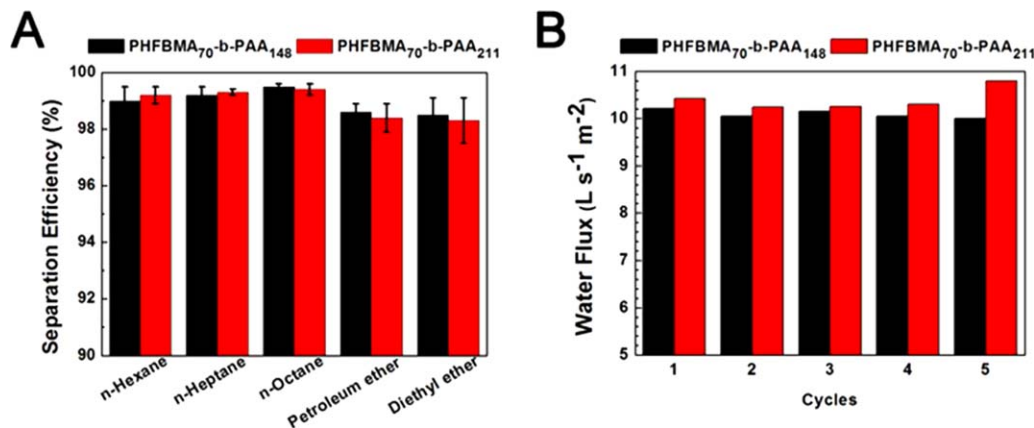 A
PHFBMA70-b-PAA148 PHFBMA70-b-PAA211
Separation Efficiency (%)
100
98
96
94
92
90
n-Hexane
n-Heptane
n-Octane
Petroleum ether
Diethyl ether
B
PHFBMA70-b-PAA148 PHFBMA70-b-PAA211
Water Flux (L s-1 m-2)
11
10
9
8
7
6
5
1 2 3 4 5
Cycles